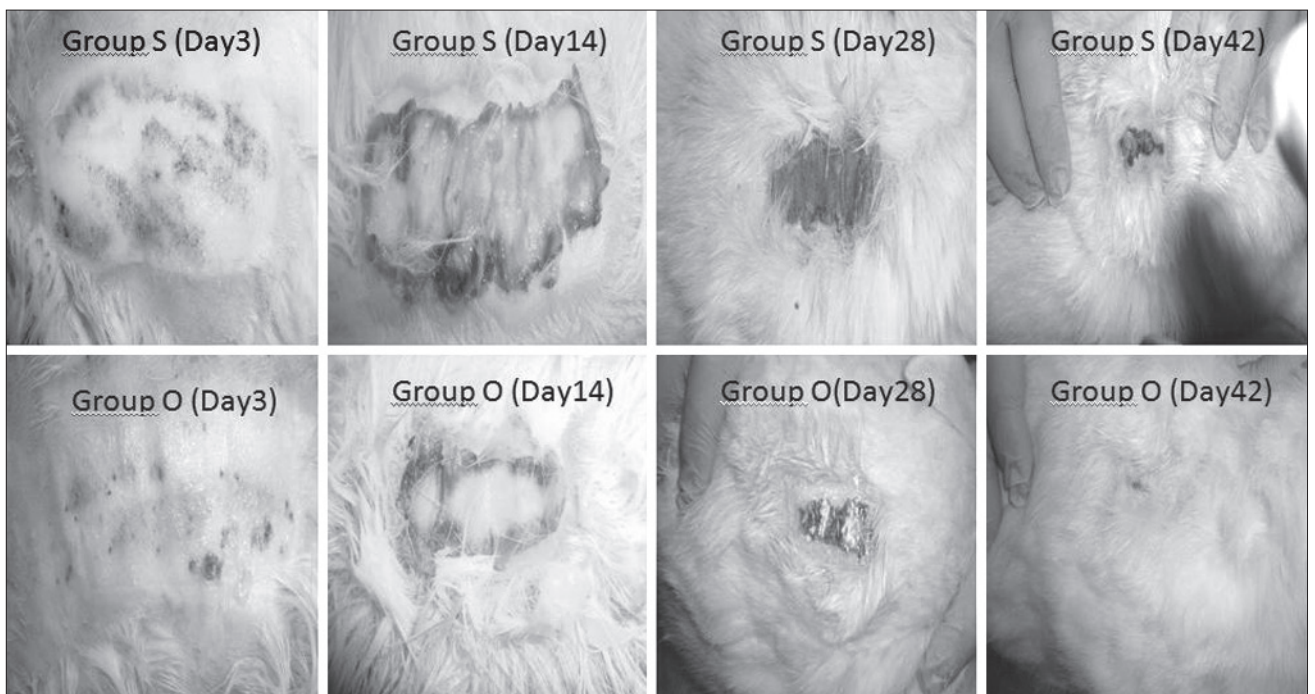 Group S (Day3)
Group S (Day14)
Group S (Day28)
Group S (Day42)
Group O (Day3)
Group O (Day14)
Group O(Day28)
Group O (Day42)